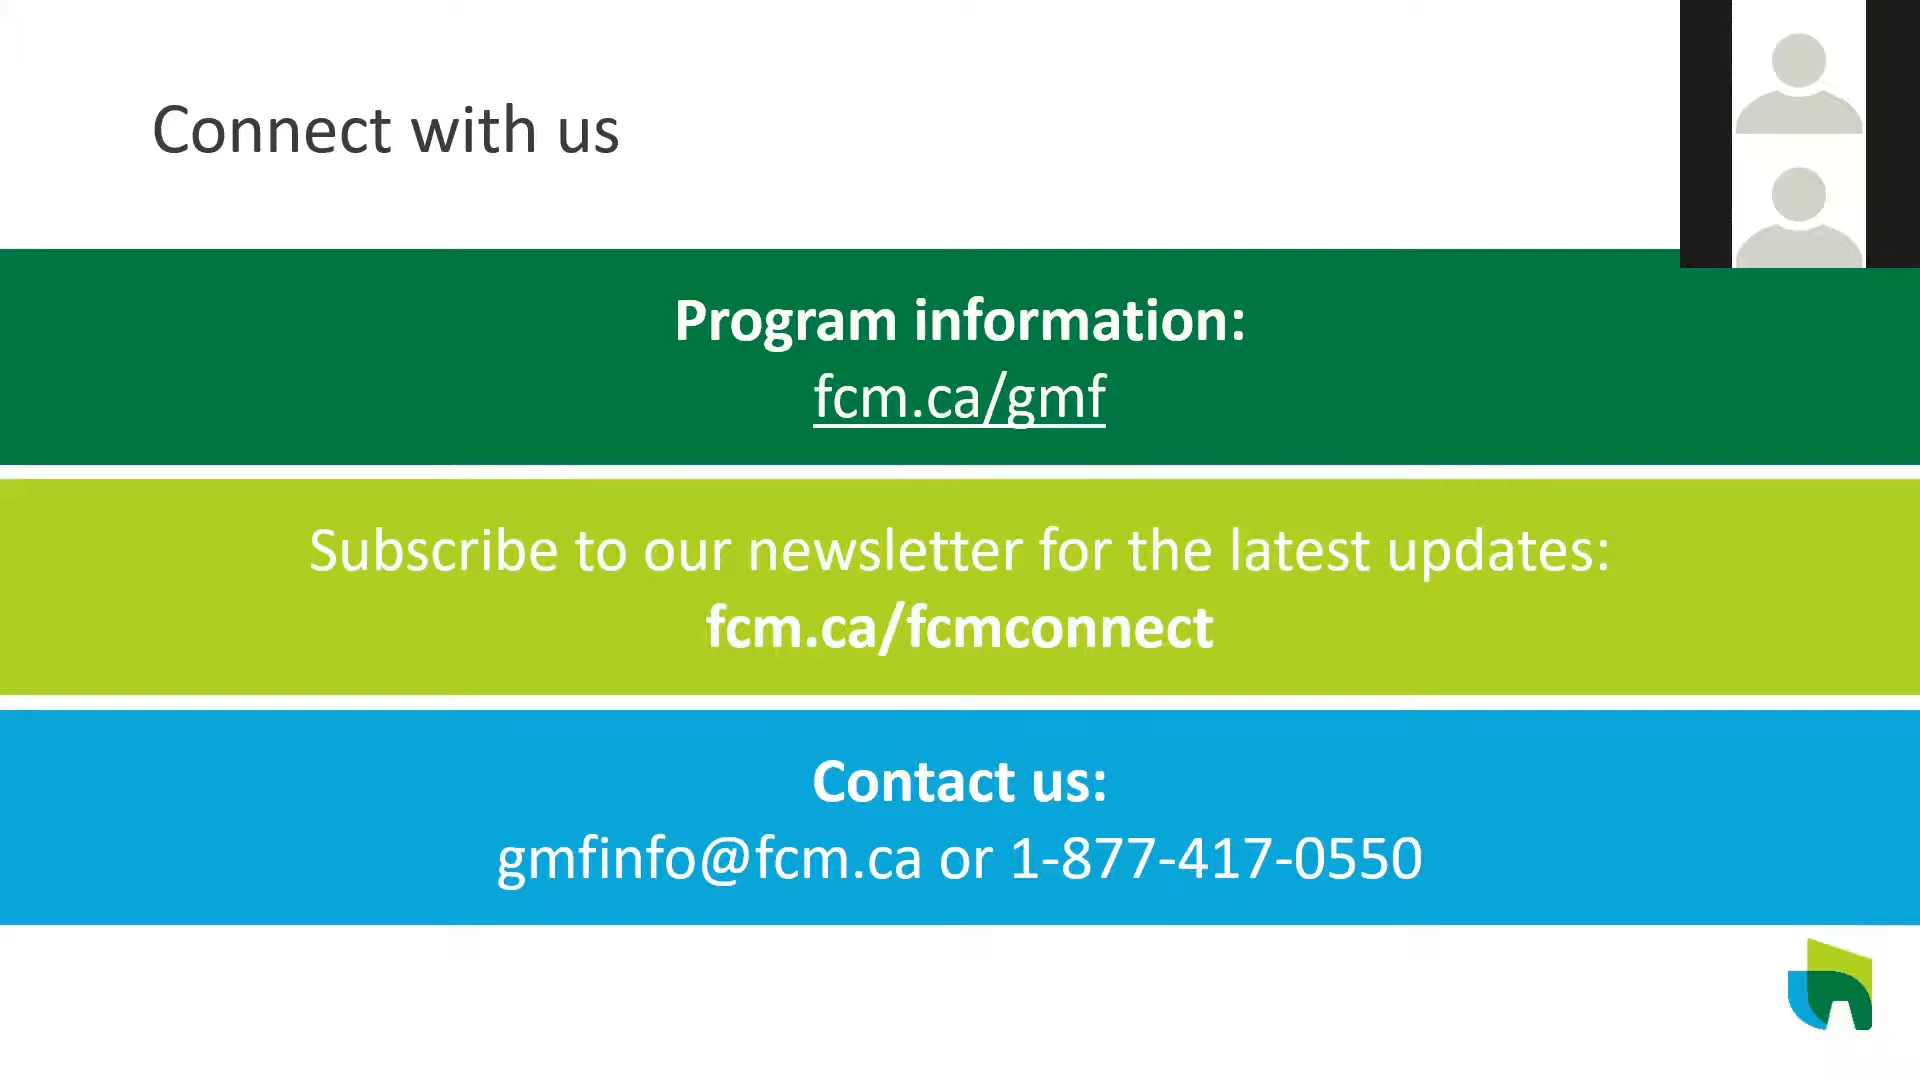 Connect with us
Program information:
fcm.ca/gmf
Subscribe to our newsletter for the latest updates:
fcm.ca/fcmconnect
Contact us:
gmfinfo@fcm.ca or 1-877-417-0550